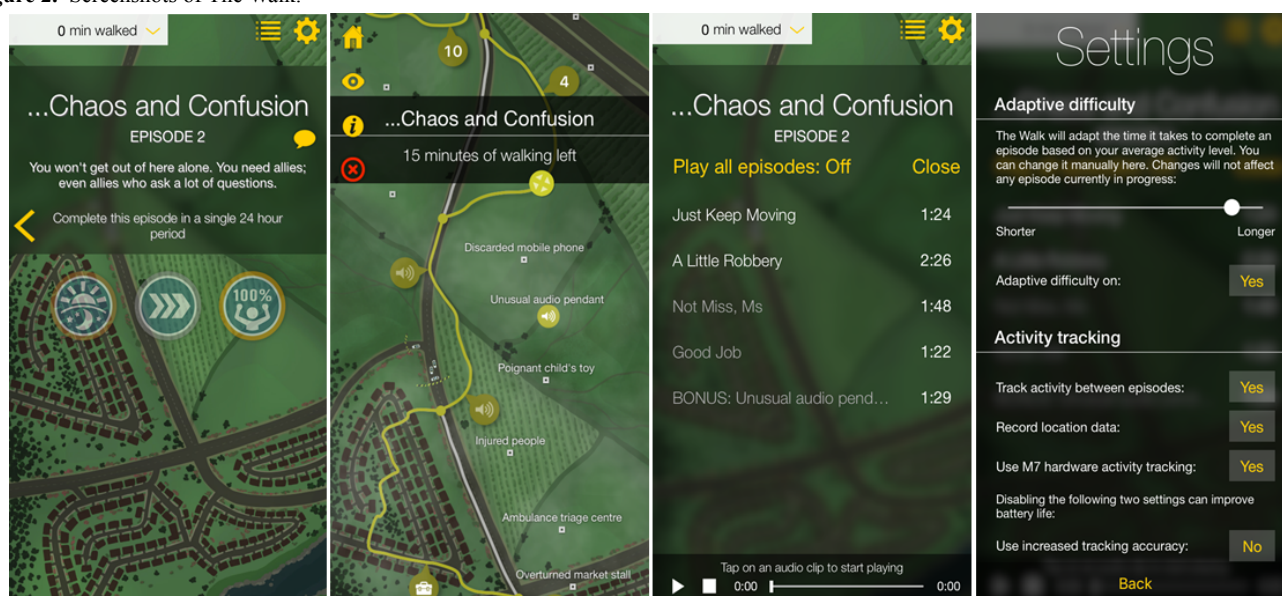 Figure 2. Screenshots of The Walk.
0 min walked
...Chaos and Confusion
EPISODE 2
You won't get out of here alone. You need allies;
even allies who ask a lot of questions.
Complete this episode in a single 24 hour
period
100%
10
4
...Chaos and Confusion
15 minutes of walking left
Discarded mobile phone
Unusual audio pendant
Poignant child's toy
Injured people
Ambulance triage centre
Overturned market stall
0 min walked
...Chaos and Confusion
EPISODE 2
Play all episodes: Off Close
Just Keep Moving 1:24
A Little Robbery 2:26
Not Miss, Ms 1:48
Good Job 1:22
BONUS: Unusual audio pend... 1:29
Tap on an audio clip to start playing
0:00 0:00
Settings
Adaptive difficulty
The Walk will adapt the time it takes to complete an
episode based on your average activity level. You
can change it manually here. Changes will not affect
any episode currently in progress:
Shorter Longer
Adaptive difficulty on: Yes
Activity tracking
Track activity between episodes: Yes
Record location data: Yes
Use M7 hardware activity tracking: Yes
Disabling the following two settings can improve
battery life:
Use increased tracking accuracy: No
Back